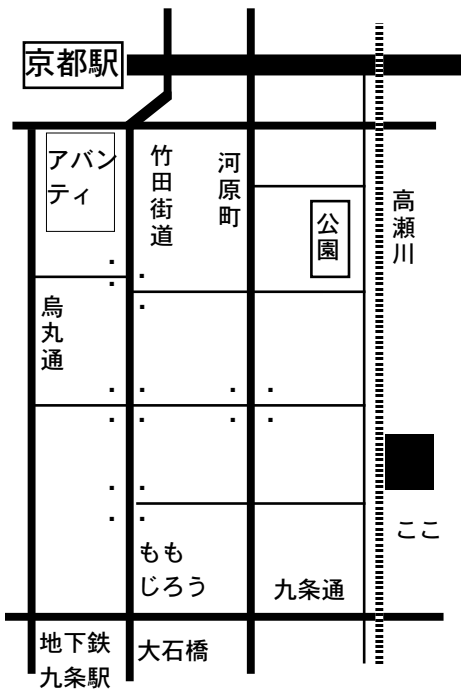 京都駅
アバン
ティ
竹田街道
河原町
公園
高瀬川
烏丸通
ここ
もも
じろう
九条通
地下鉄
九条駅
大石橋